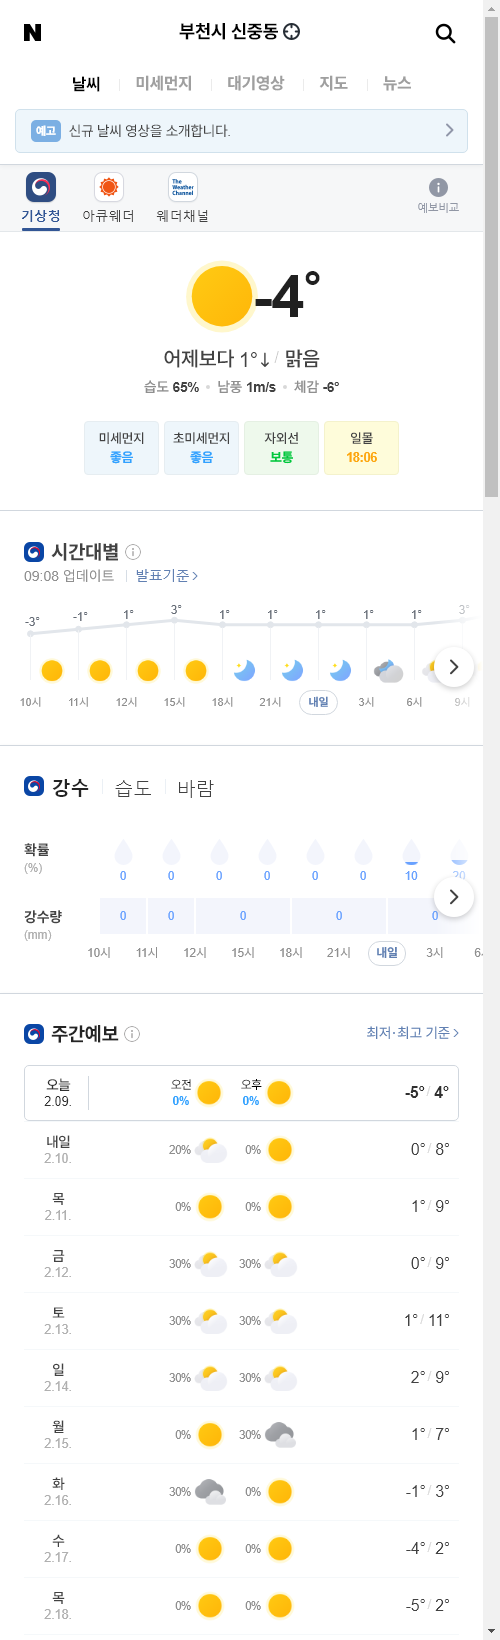 N
부천시 신중동
날씨 미세먼지 대기영상 지도 뉴스
예고 신규 날씨 영상을 소개합니다.
The Weather Channel
기상청 아큐웨더 웨더채널 예보비교
-4°
어제보다 1°↓ / 맑음
습도 65% • 남풍 1m/s • 체감 -6°
미세먼지 초미세먼지 자외선 일몰
좋음 좋음 보통 18:06
시간대별
09:08 업데이트 발표기준 >
-3° -1° 1° 3° 1° 1° 1° 1° 1° 3°
10시 11시 12시 15시 18시 21시 내일 3시 6시 9시
강수 습도 바람
확률
(%)
0 0 0 0 0 0 10 20
강수량
(mm)
0 0 0 0 0
10시 11시 12시 15시 18시 21시 내일 3시 6
주간예보 최저·최고 기준 >
오늘 오전 오후
2.09. 0% 0% -5° / 4°
내일
2.10. 20% 0% 0° / 8°
목
2.11. 0% 0% 1° / 9°
금
2.12. 30% 30% 0° / 9°
토
2.13. 30% 30% 1° / 11°
일
2.14. 30% 30% 2° / 9°
월
2.15. 0% 30% 1° / 7°
화
2.16. 30% 0% -1° / 3°
수
2.17. 0% 0% -4° / 2°
목
2.18. 0% 0% -5° / 2°